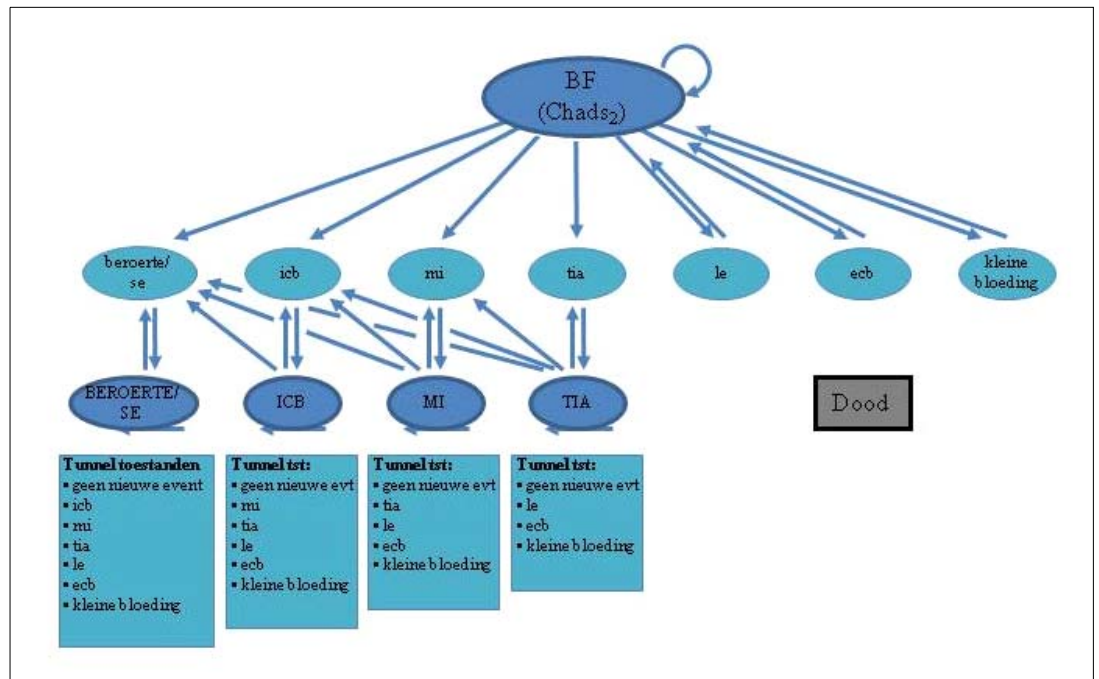 BF
(Chads₂)
beroerte/
se
icb
mi
tia
le
ecb
kleine
bloeding
BEROERTE/
SE
ICB
MI
TIA
Dood
Tunnel toestanden
▪ geen nieuwe event
▪ icb
▪ mi
▪ tia
▪ le
▪ ecb
▪ kleine bloeding
Tunnel tst:
▪ geen nieuwe evt
▪ mi
▪ tia
▪ le
▪ ecb
▪ kleine bloeding
Tunnel tst:
▪ geen nieuwe evt
▪ tia
▪ le
▪ ecb
▪ kleine bloeding
Tunnel tst:
▪ geen nieuwe evt
▪ le
▪ ecb
▪ kleine bloeding